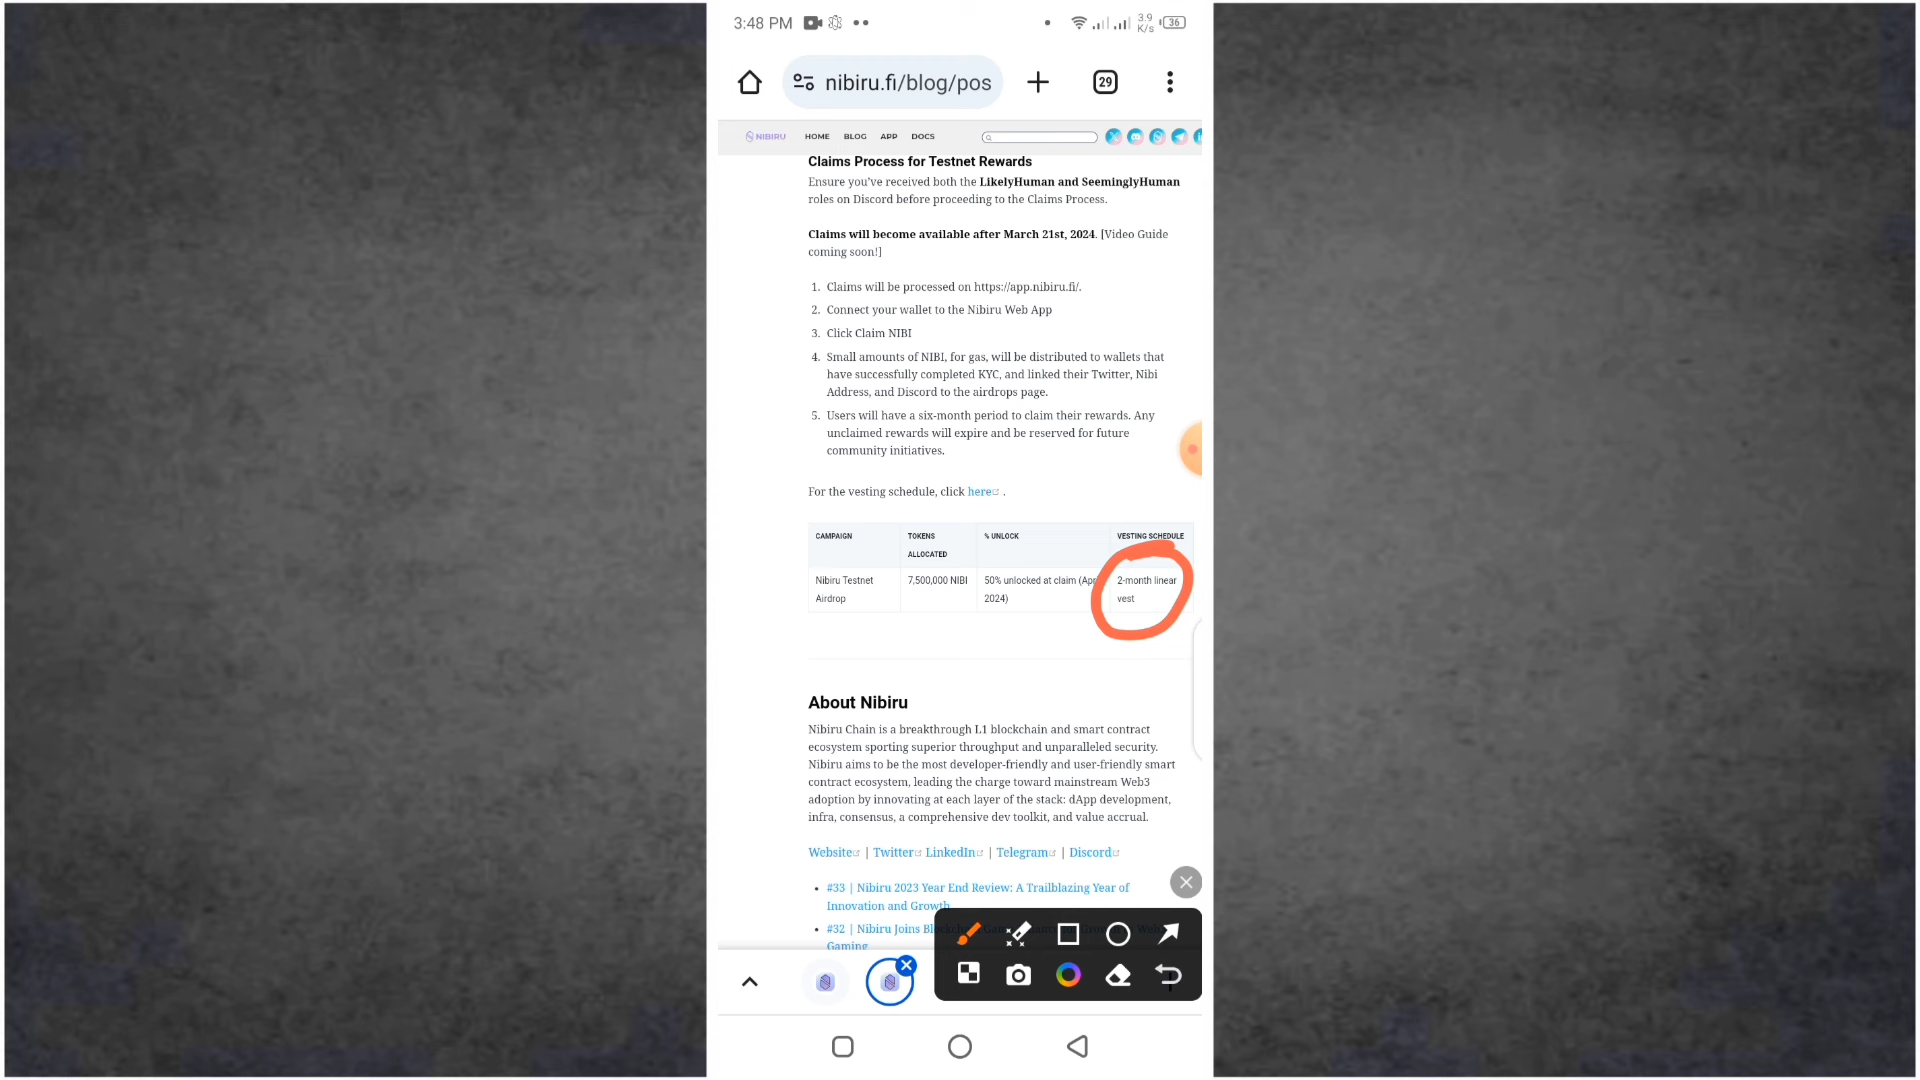 3:48 PM
3.9
K/s
36
nibiru.fi/blog/pos
29
NIBIRU HOME BLOG APP DOCS
Claims Process for Testnet Rewards
Ensure you've received both the LikelyHuman and SeeminglyHuman
roles on Discord before proceeding to the Claims Process.
Claims will become available after March 21st, 2024. [Video Guide
coming soon!]
1. Claims will be processed on https://app.nibiru.fi/.
2. Connect your wallet to the Nibiru Web App
3. Click Claim NIBI
4. Small amounts of NIBI, for gas, will be distributed to wallets that
have successfully completed KYC, and linked their Twitter, Nibi
Address, and Discord to the airdrops page.
5. Users will have a six-month period to claim their rewards. Any
unclaimed rewards will expire and be reserved for future
community initiatives.
For the vesting schedule, click here .
CAMPAIGN TOKENS % UNLOCK VESTING SCHEDULE
ALLOCATED
Nibiru Testnet 7,500,000 NIBI 50% unlocked at claim 2-month linear
Airdrop 2024) vest
About Nibiru
Nibiru Chain is a breakthrough L1 blockchain and smart contract
ecosystem sporting superior throughput and unparalleled security.
Nibiru aims to be the most developer-friendly and user-friendly smart
contract ecosystem, leading the charge toward mainstream Web3
adoption by innovating at each layer of the stack: dApp development,
infra, consensus, a comprehensive dev toolkit, and value accrual.
Website | Twitter LinkedIn | Telegram | Discord
• #33 | Nibiru 2023 Year End Review: A Trailblazing Year of
Innovation and Growth
• #32 | Nibiru Joins
Gaming